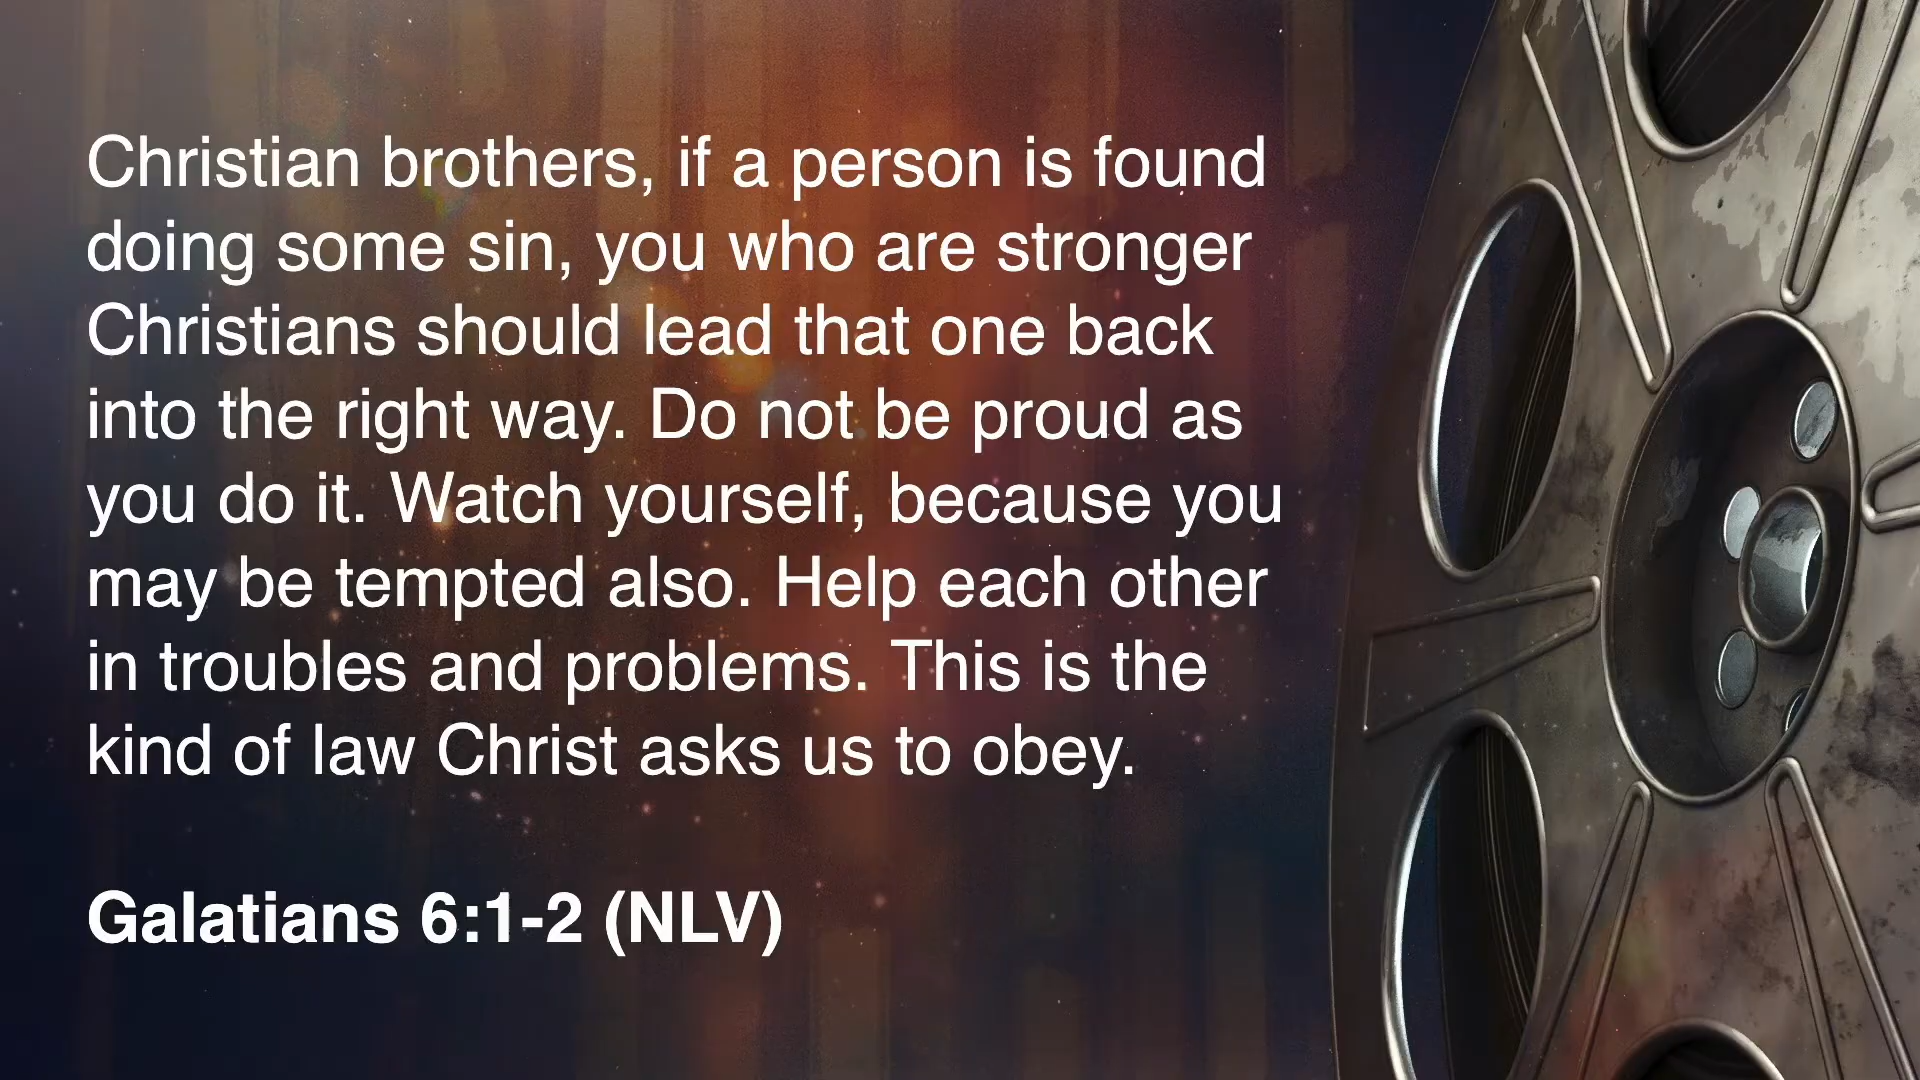 Christian brothers, if a person is found
doing some sin, you who are stronger
Christians should lead that one back
into the right way. Do not be proud as
you do it. Watch yourself, because you
may be tempted also. Help each other
in troubles and problems. This is the
kind of law Christ asks us to obey.
Galatians 6:1-2 (NLV)